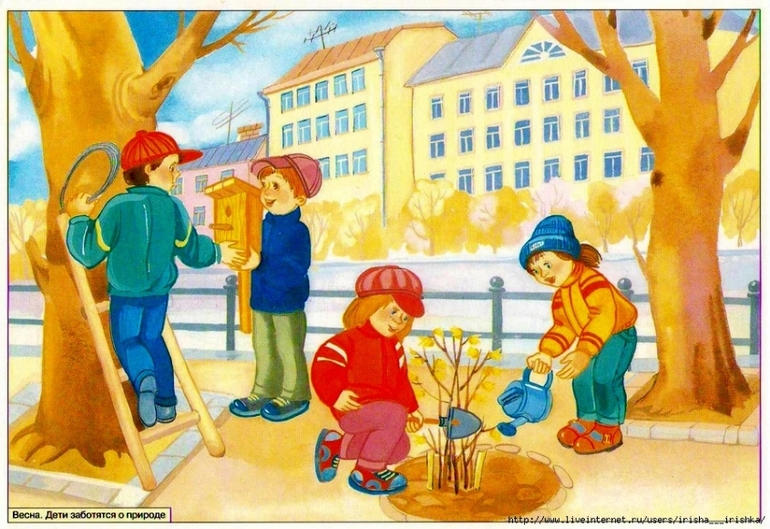 Весна. Дети заботятся о природе
http://www.liveinternet.ru/users/irisha___irishka/